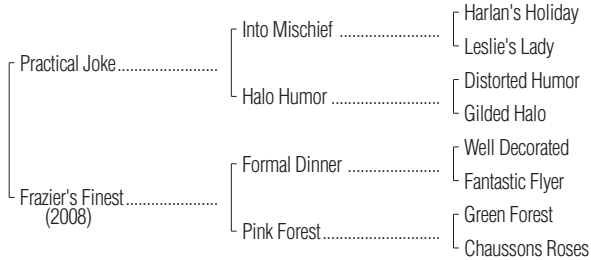 Harlan's Holiday
Into Mischief ....................
Leslie's Lady
Practical Joke....................
Distorted Humor
Halo Humor ......................
Gilded Halo
Well Decorated
Formal Dinner ..................
Fantastic Flyer
Frazier's Finest..................
(2008)
Green Forest
Pink Forest.......................
Chaussons Roses